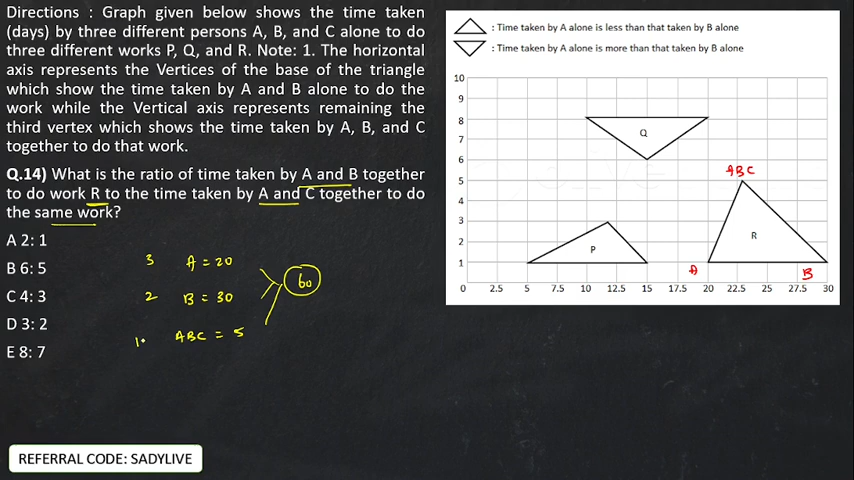 Directions : Graph given below shows the time taken
(days) by three different persons A, B, and C alone to do
three different works P, Q, and R. Note: 1. The horizontal
axis represents the Vertices of the base of the triangle
which show the time taken by A and B alone to do the
work while the Vertical axis represents remaining the
third vertex which shows the time taken by A, B, and C
together to do that work.
Q.14) What is the ratio of time taken by A and B together
to do work R to the time taken by A and C together to do
the same work?
A 2: 1
B 6: 5
C 4: 3
D 3: 2
E 8: 7
3 A = 20
2 B = 30
60
ABC = 5
: Time taken by A alone is less than that taken by B alone
: Time taken by A alone is more than that taken by B alone
10
9
8
7
6
5
4
3
2
1
0 2.5 5 7.5 10 12.5 15 17.5 20 22.5 25 27.5 30
Q
P
R
ABC
A
B
REFERRAL CODE: SADYLIVE